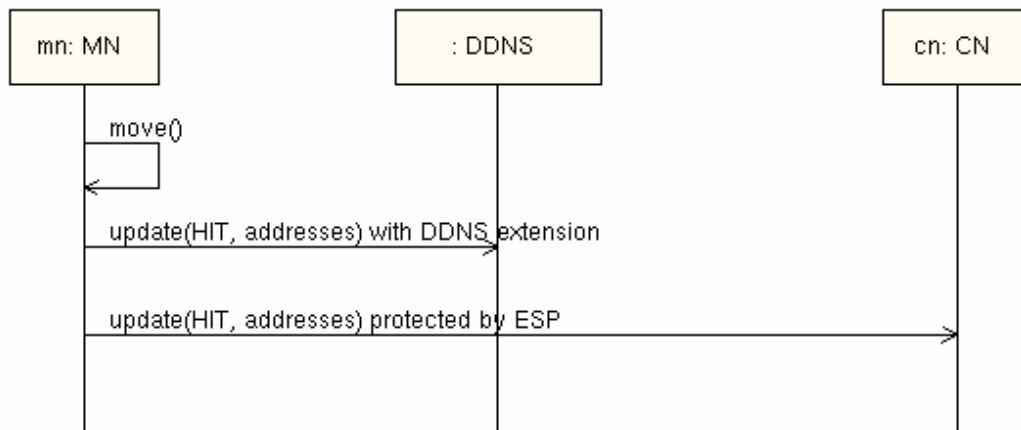 mn: MN
: DDNS
cn: CN
move()
update(HIT, addresses) with DDNS extension
update(HIT, addresses) protected by ESP